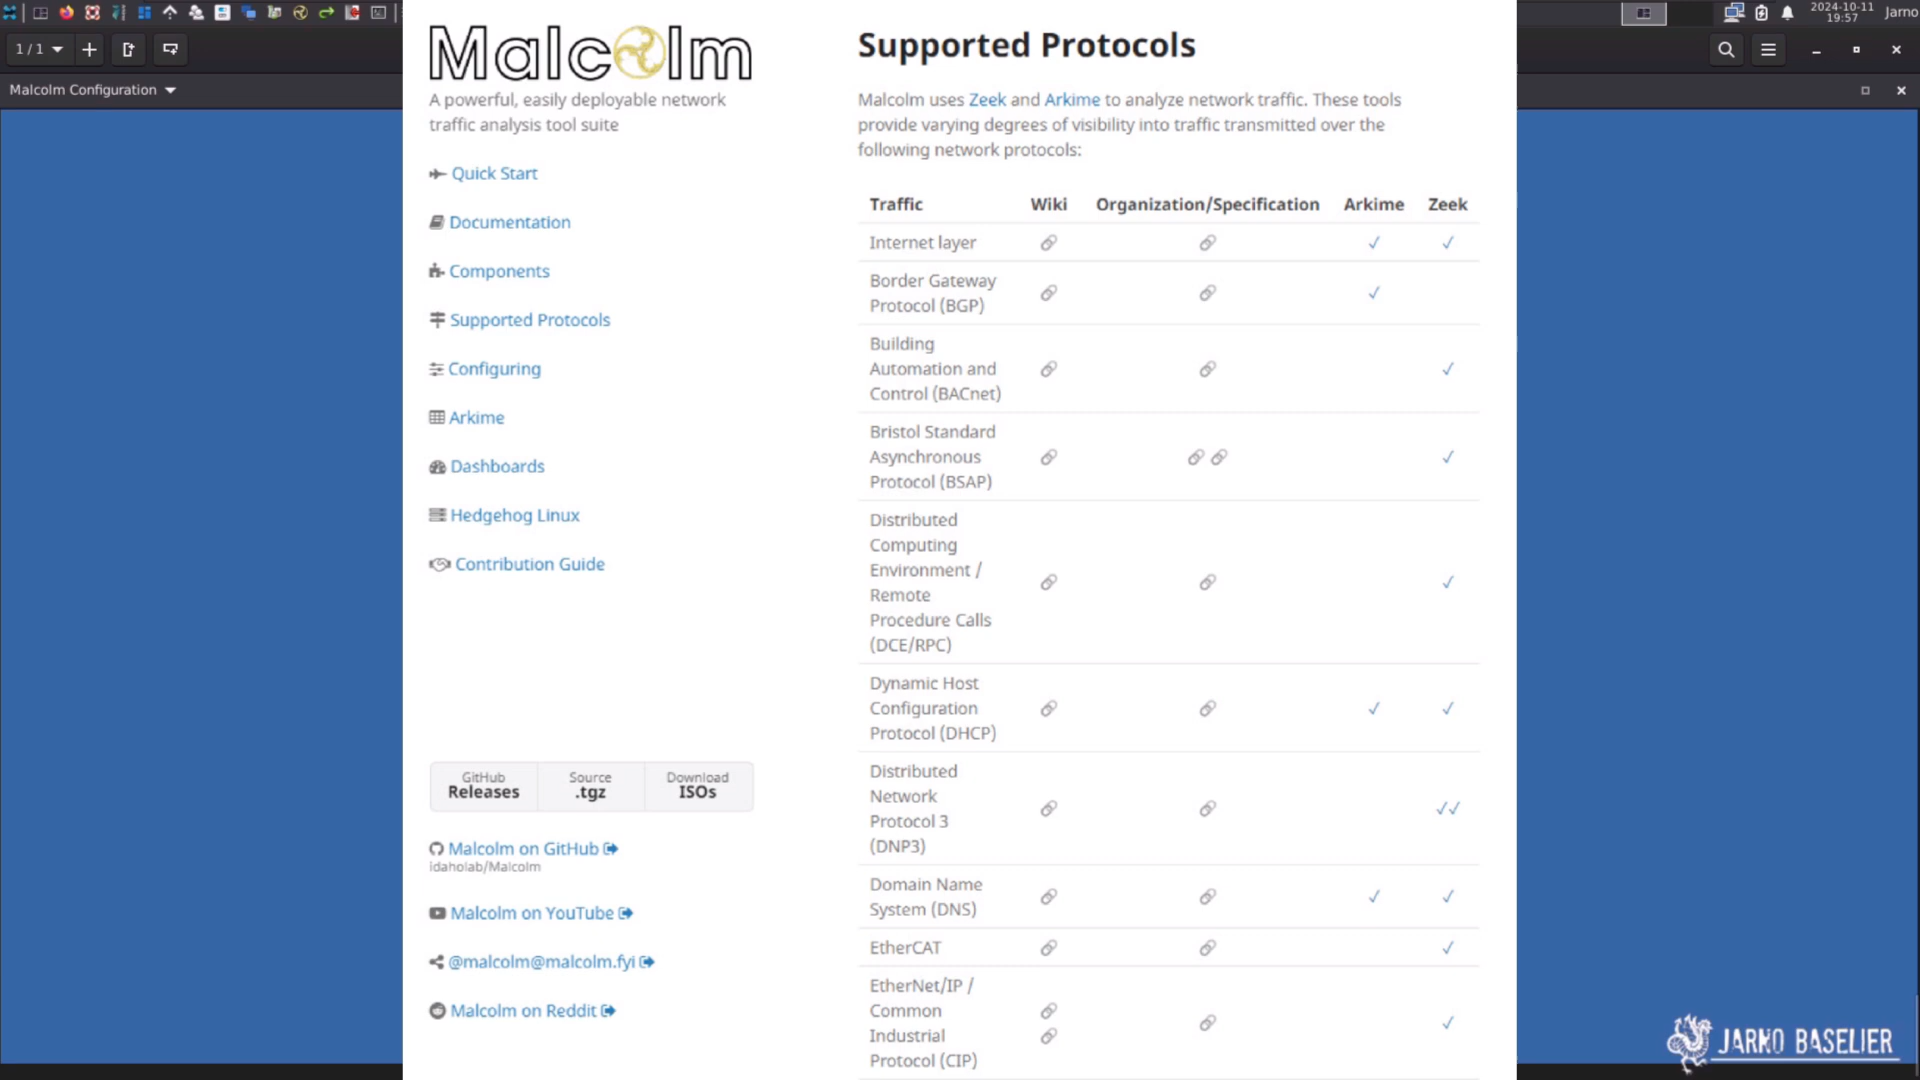 1 / 1
2024-10-11
19:57
Jarno
Malcolm Configuration
Malcolm
A powerful, easily deployable network
traffic analysis tool suite
Quick Start
Documentation
Components
Supported Protocols
Configuring
Arkime
Dashboards
Hedgehog Linux
Contribution Guide
GitHub
Releases
Source
.tgz
Download
ISOs
Malcolm on GitHub
idaholab/Malcolm
Malcolm on YouTube
@malcolm@malcolm.fyi
Malcolm on Reddit
Supported Protocols
Malcolm uses Zeek and Arkime to analyze network traffic. These tools
provide varying degrees of visibility into traffic transmitted over the
following network protocols:
Traffic Wiki Organization/Specification Arkime Zeek
Internet layer ✓ ✓
Border Gateway
Protocol (BGP) ✓
Building
Automation and ✓
Control (BACnet)
Bristol Standard
Asynchronous ✓
Protocol (BSAP)
Distributed
Computing
Environment / ✓
Remote
Procedure Calls
(DCE/RPC)
Dynamic Host
Configuration ✓ ✓
Protocol (DHCP)
Distributed
Network ✓✓
Protocol 3
(DNP3)
Domain Name ✓ ✓
System (DNS)
EtherCAT ✓
EtherNet/IP /
Common ✓
Industrial
Protocol (CIP)
JARNO BASELIER